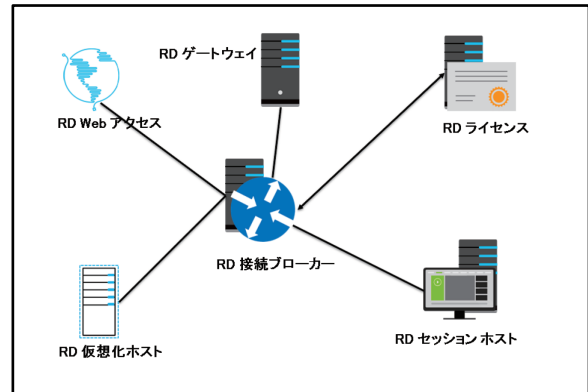 RD ゲートウェイ
RD Web アクセス
RD ライセンス
RD 接続ブローカー
RD 仮想化ホスト
RD セッション ホスト